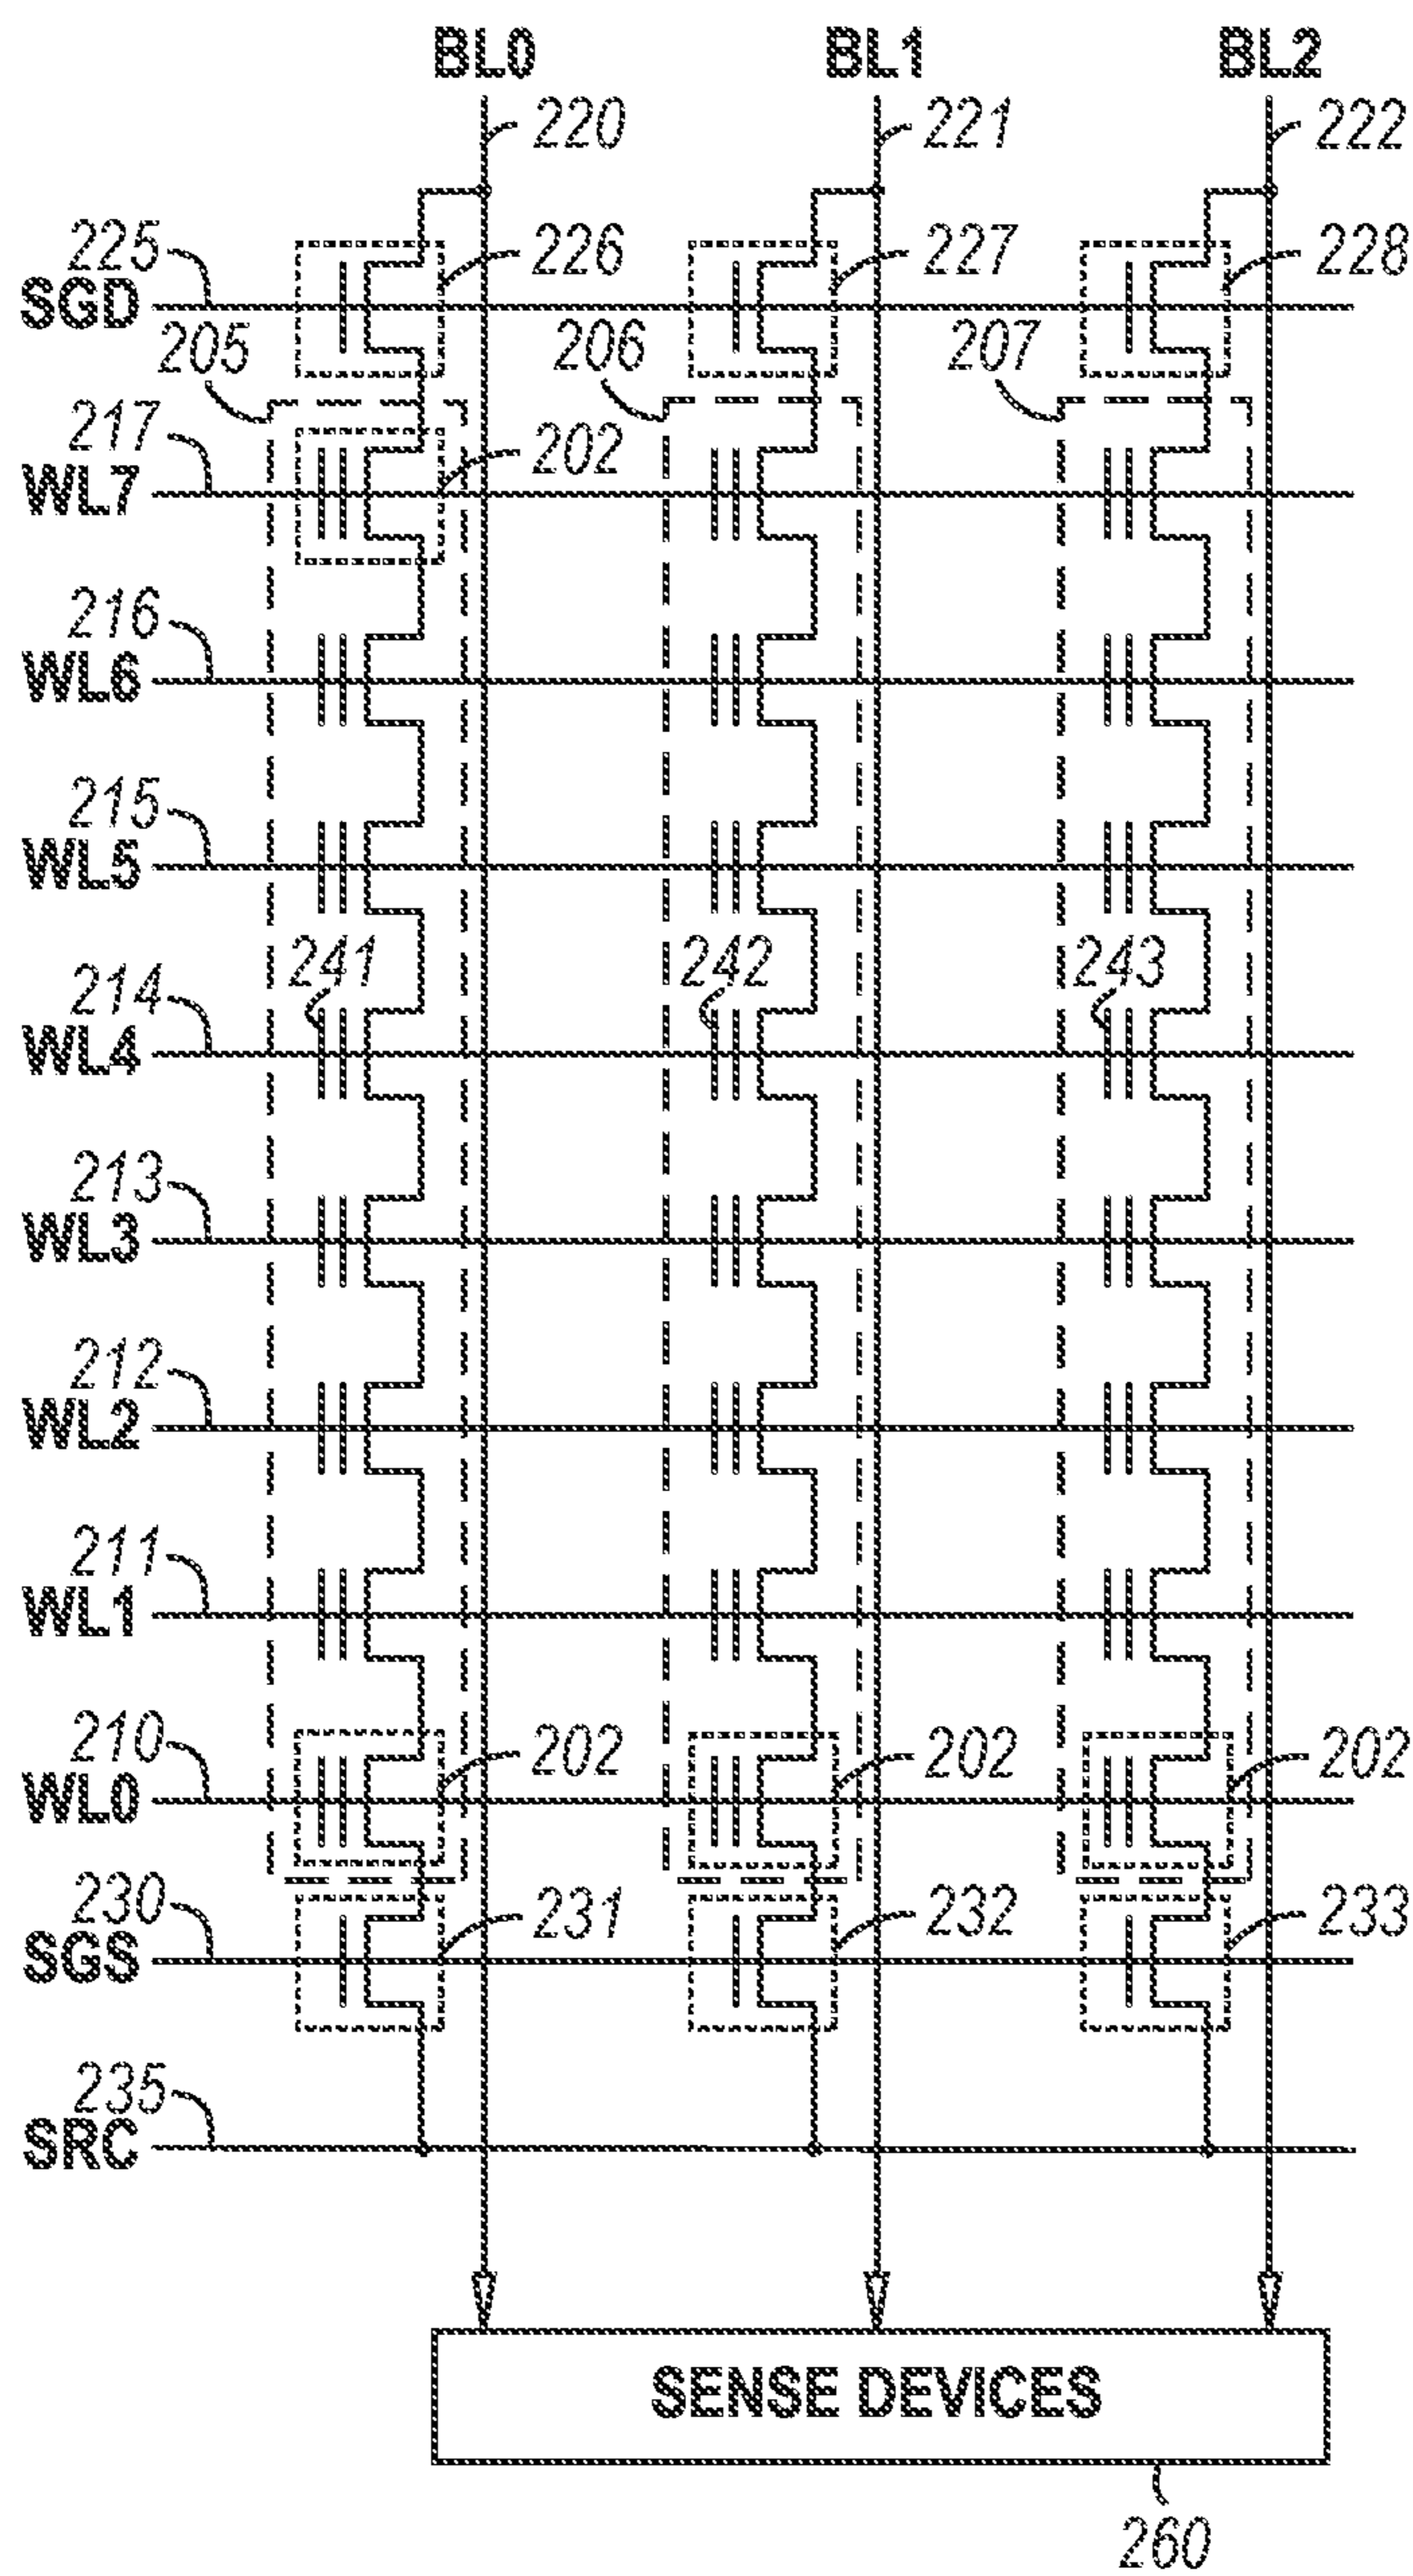 BL0 BL1 BL2
220 221 222
225 226 227 228
SGD
205 206 207
217 202
WL7
216
WL6
215
WL5
241 242 243
214
WL4
213
WL3
212
WL2
211
WL1
210 202 202 202
WL0
230 231 232 233
SGS
235
SRC
SENSE DEVICES
260